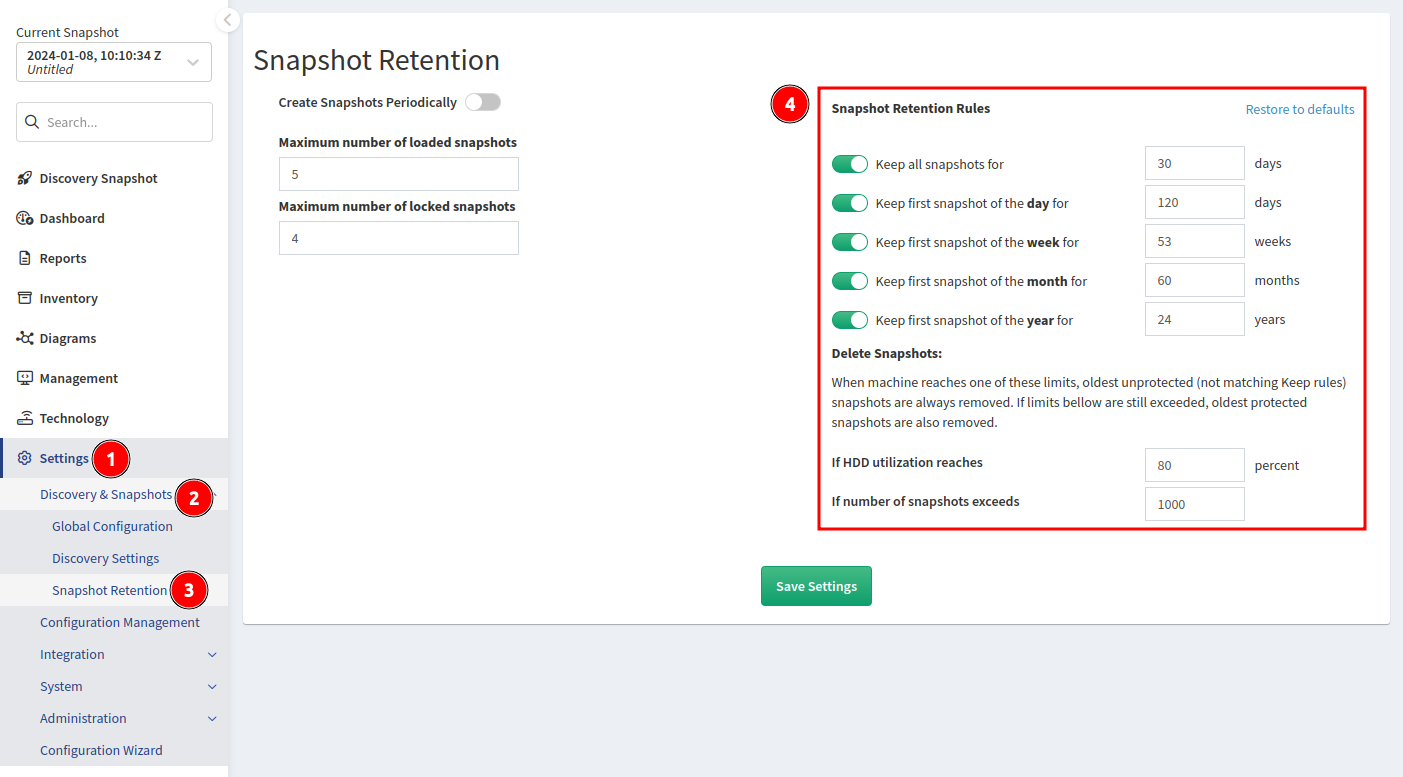 Current Snapshot
2024-01-08, 10:10:34 Z
Untitled
Search...
Discovery Snapshot
Dashboard
Reports
Inventory
Diagrams
Management
Technology
Settings 1
Discovery & Snapshots 2
Global Configuration
Discovery Settings
Snapshot Retention 3
Configuration Management
Integration
System
Administration
Configuration Wizard
Snapshot Retention
Create Snapshots Periodically
Maximum number of loaded snapshots
5
Maximum number of locked snapshots
4
4
Snapshot Retention Rules Restore to defaults
Keep all snapshots for 30 days
Keep first snapshot of the day for 120 days
Keep first snapshot of the week for 53 weeks
Keep first snapshot of the month for 60 months
Keep first snapshot of the year for 24 years
Delete Snapshots:
When machine reaches one of these limits, oldest unprotected (not matching Keep rules)
snapshots are always removed. If limits bellow are still exceeded, oldest protected
snapshots are also removed.
If HDD utilization reaches 80 percent
If number of snapshots exceeds 1000
Save Settings